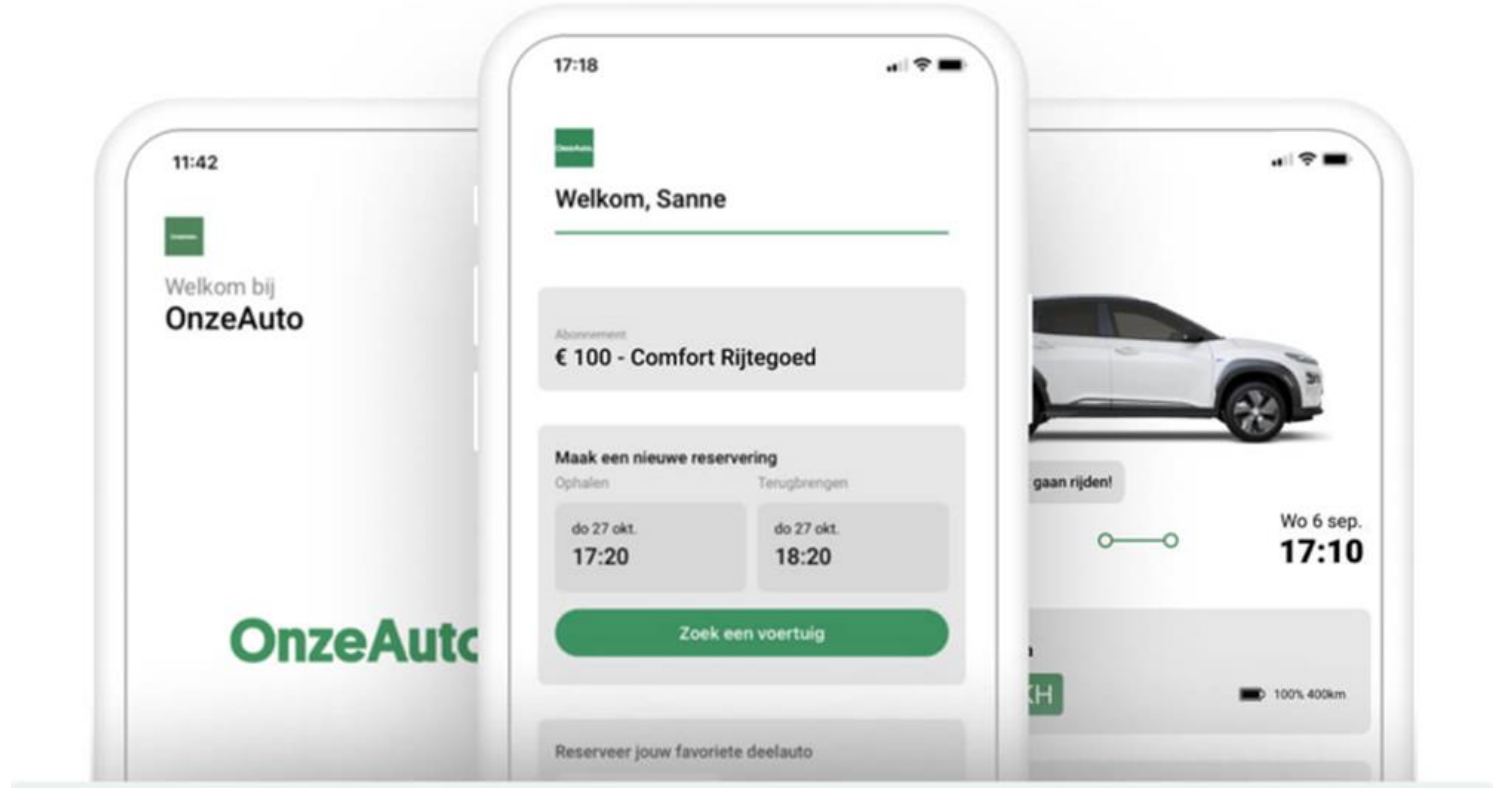 11:42
Welkom bij
OnzeAuto
OnzeAuto
17:18
OnzeAuto
Welkom, Sanne
Abonnement
€ 100 - Comfort Rijtegoed
Maak een nieuwe reservering
Ophalen
Terugbrengen
do 27 okt.
17:20
do 27 okt.
18:20
Zoek een voertuig
Reserveer jouw favoriete deelauto
gaan rijden!
Wo 6 sep.
17:10
KH
100% 400km